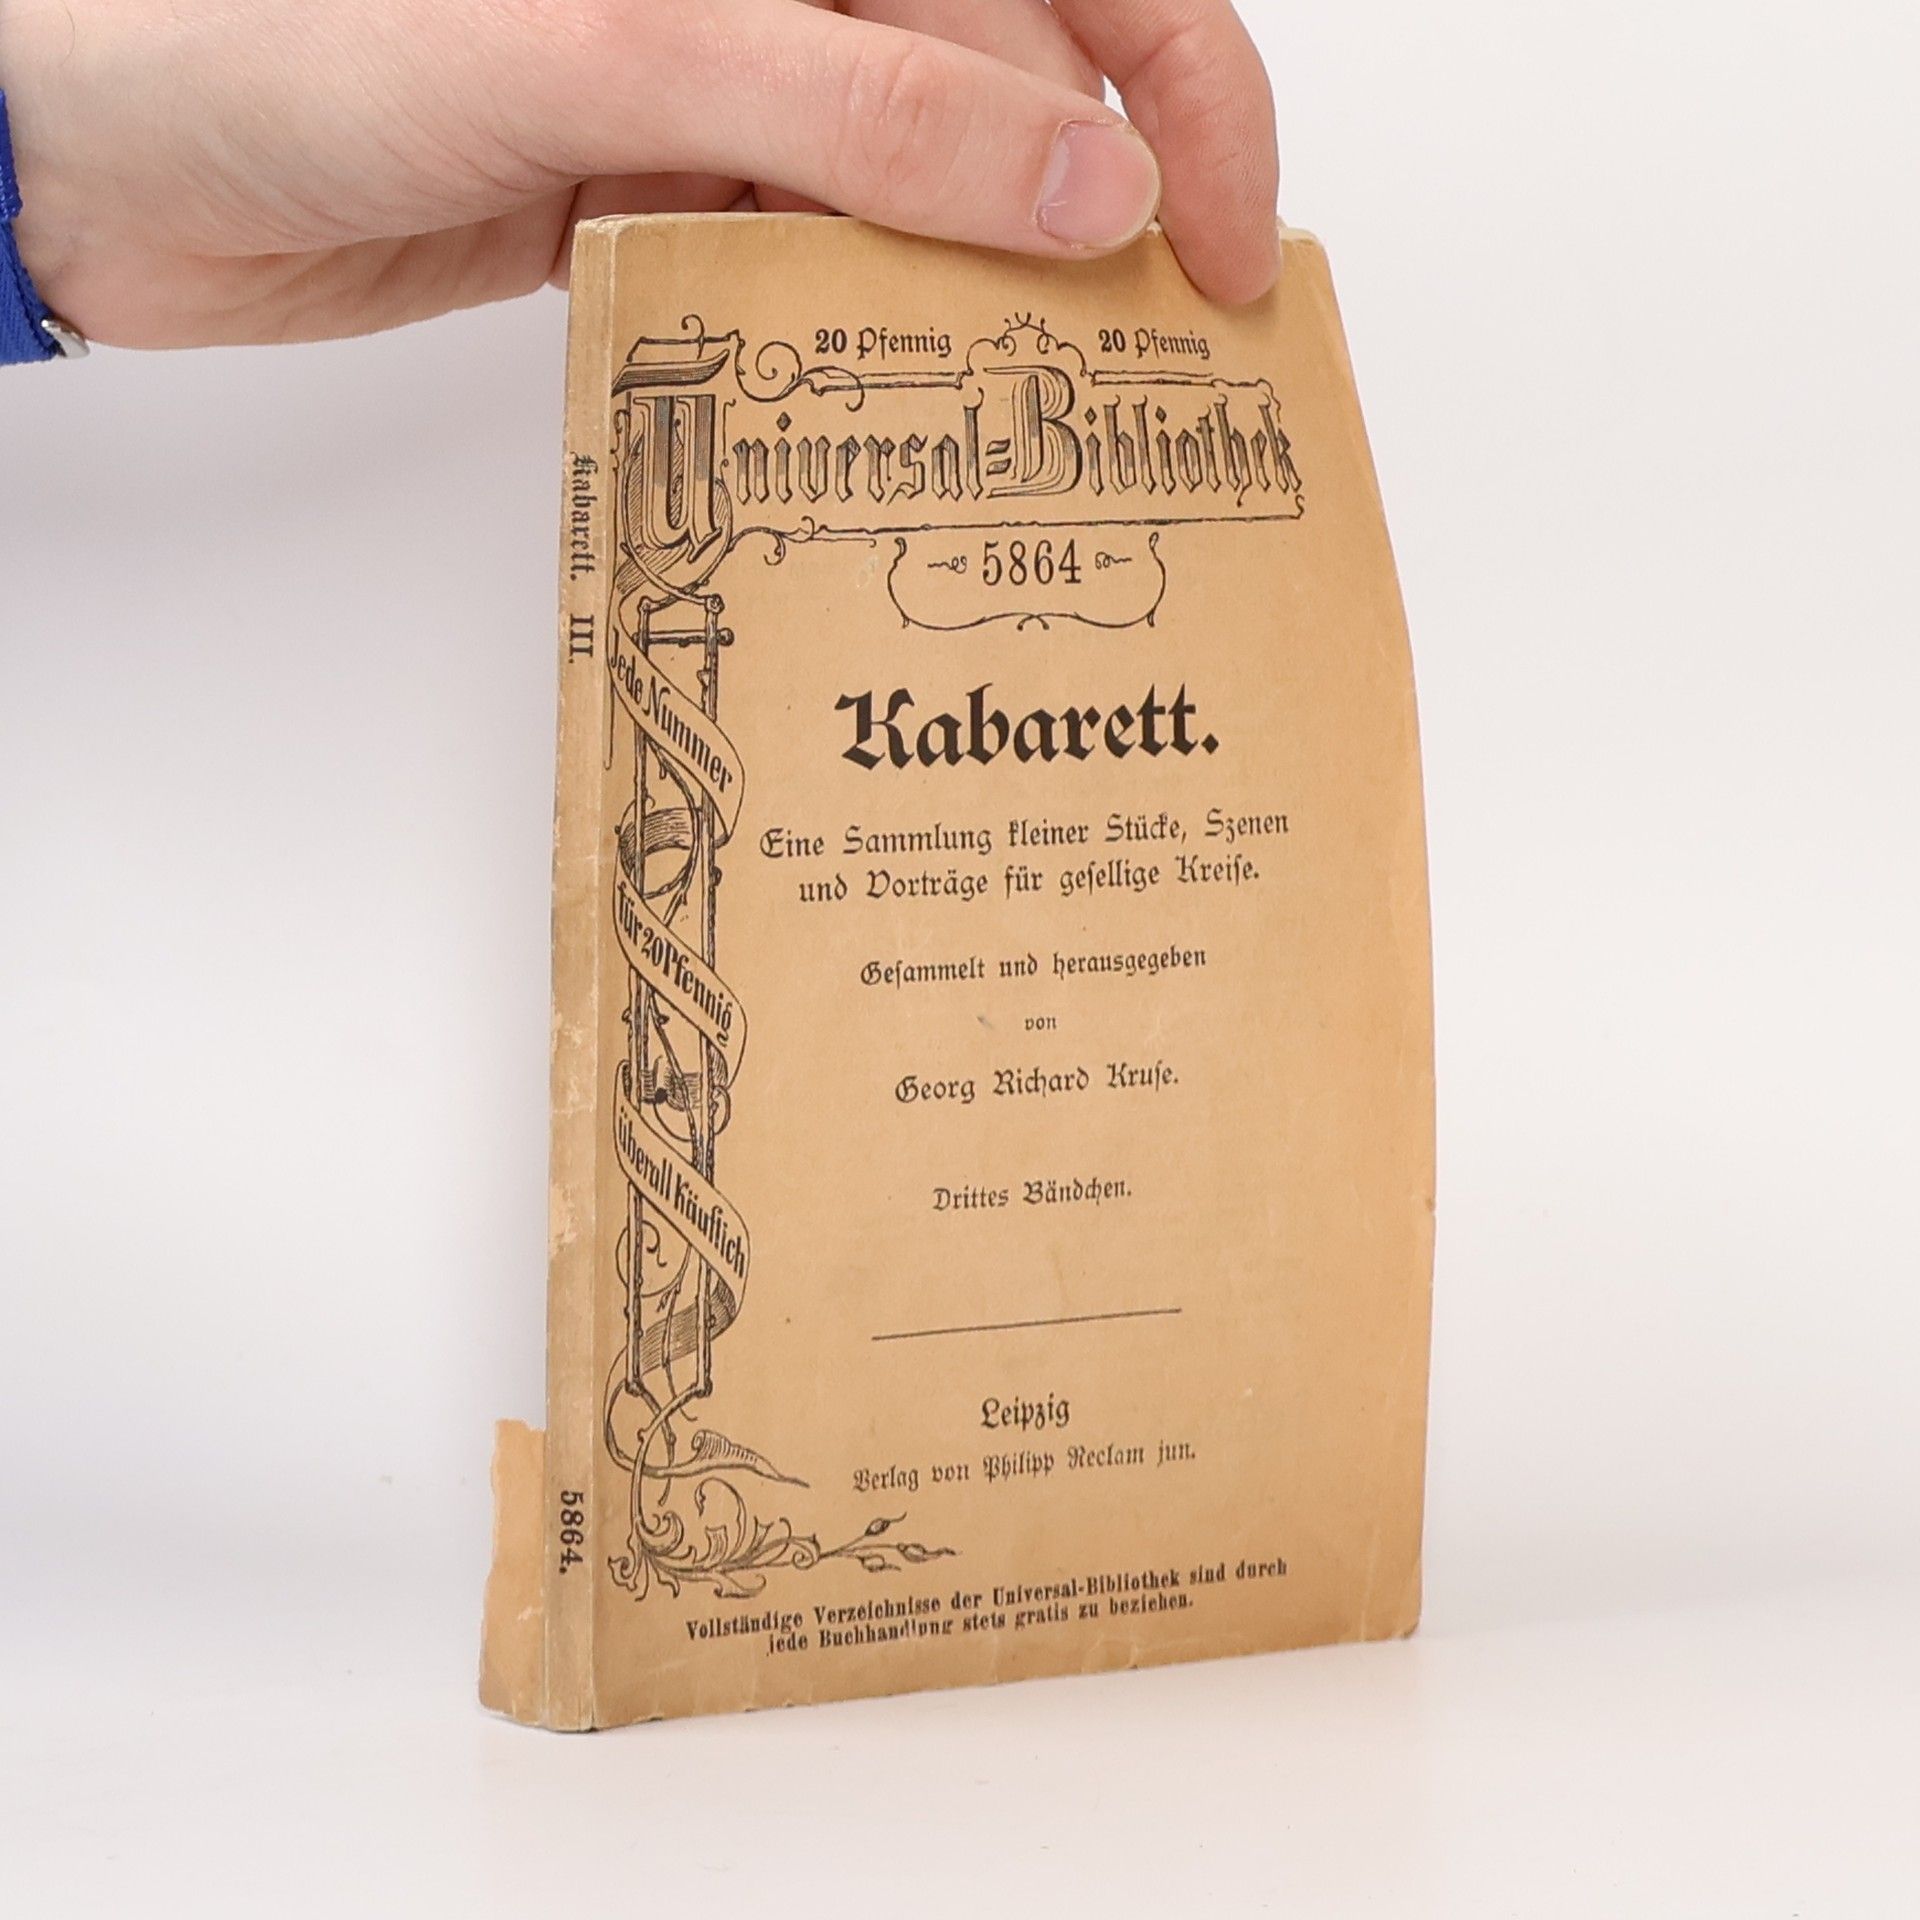 20 Pfennig 20 Pfennig
Universal-Bibliothek
5864
Kabarett.
Eine Sammlung kleiner Stücke, Szenen
und Vorträge für geſellige Kreiſe.
Geſammelt und herausgegeben
von
Georg Richard Kruſe.
Drittes Bändchen.
Leipzig
Verlag von Philipp Reclam jun.
Vollständige Verzeichnisse der Universal-Bibliothek sind durch
jede Buchhandlung stets gratis zu beziehen.
Jede Nummer
für 20 Pfennig
überall käuflich
Kabarett. III.
5864.